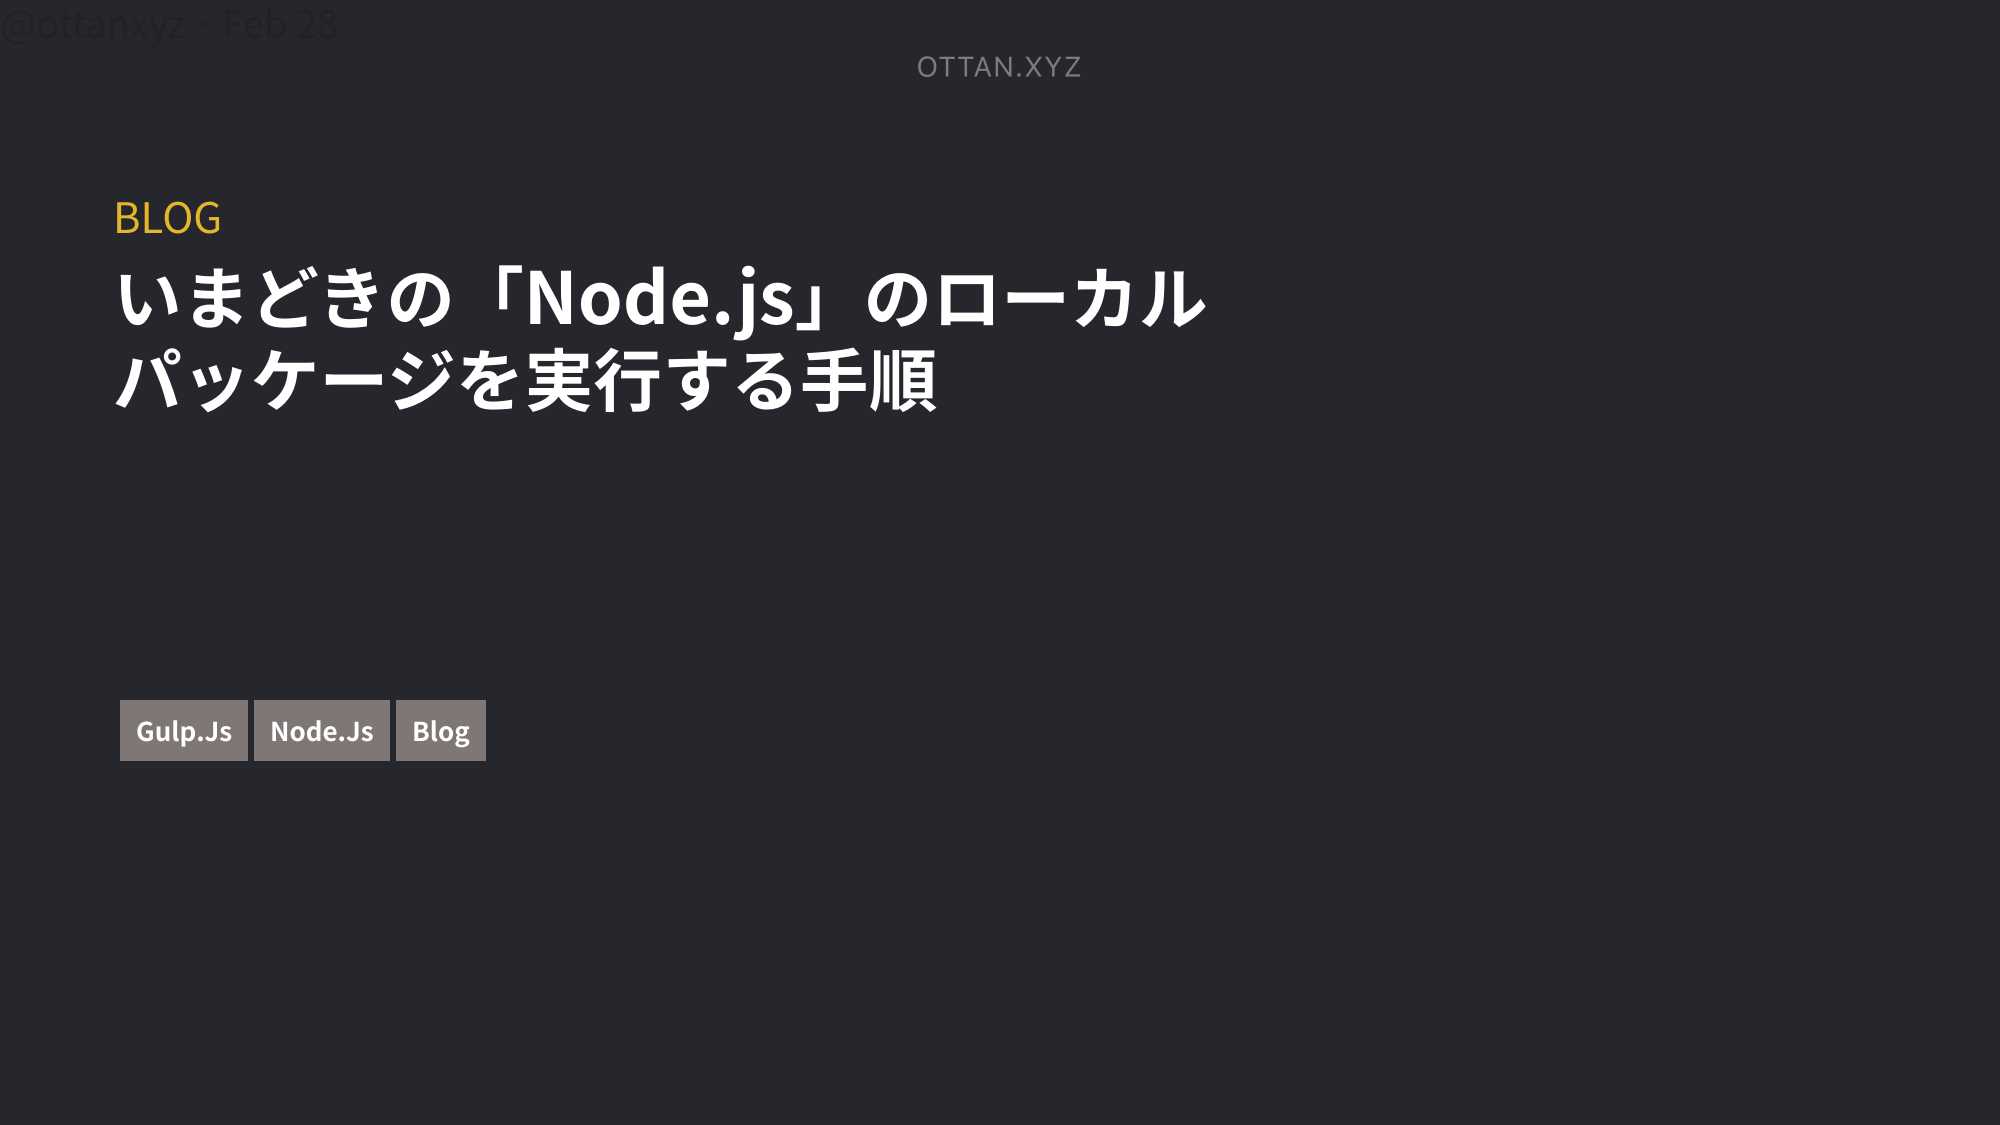 @ottanxyz・Feb 28
OTTAN.XYZ
BLOG
いまどきの「Node.js」のローカル
パッケージを実行する手順
Gulp.Js Node.Js Blog